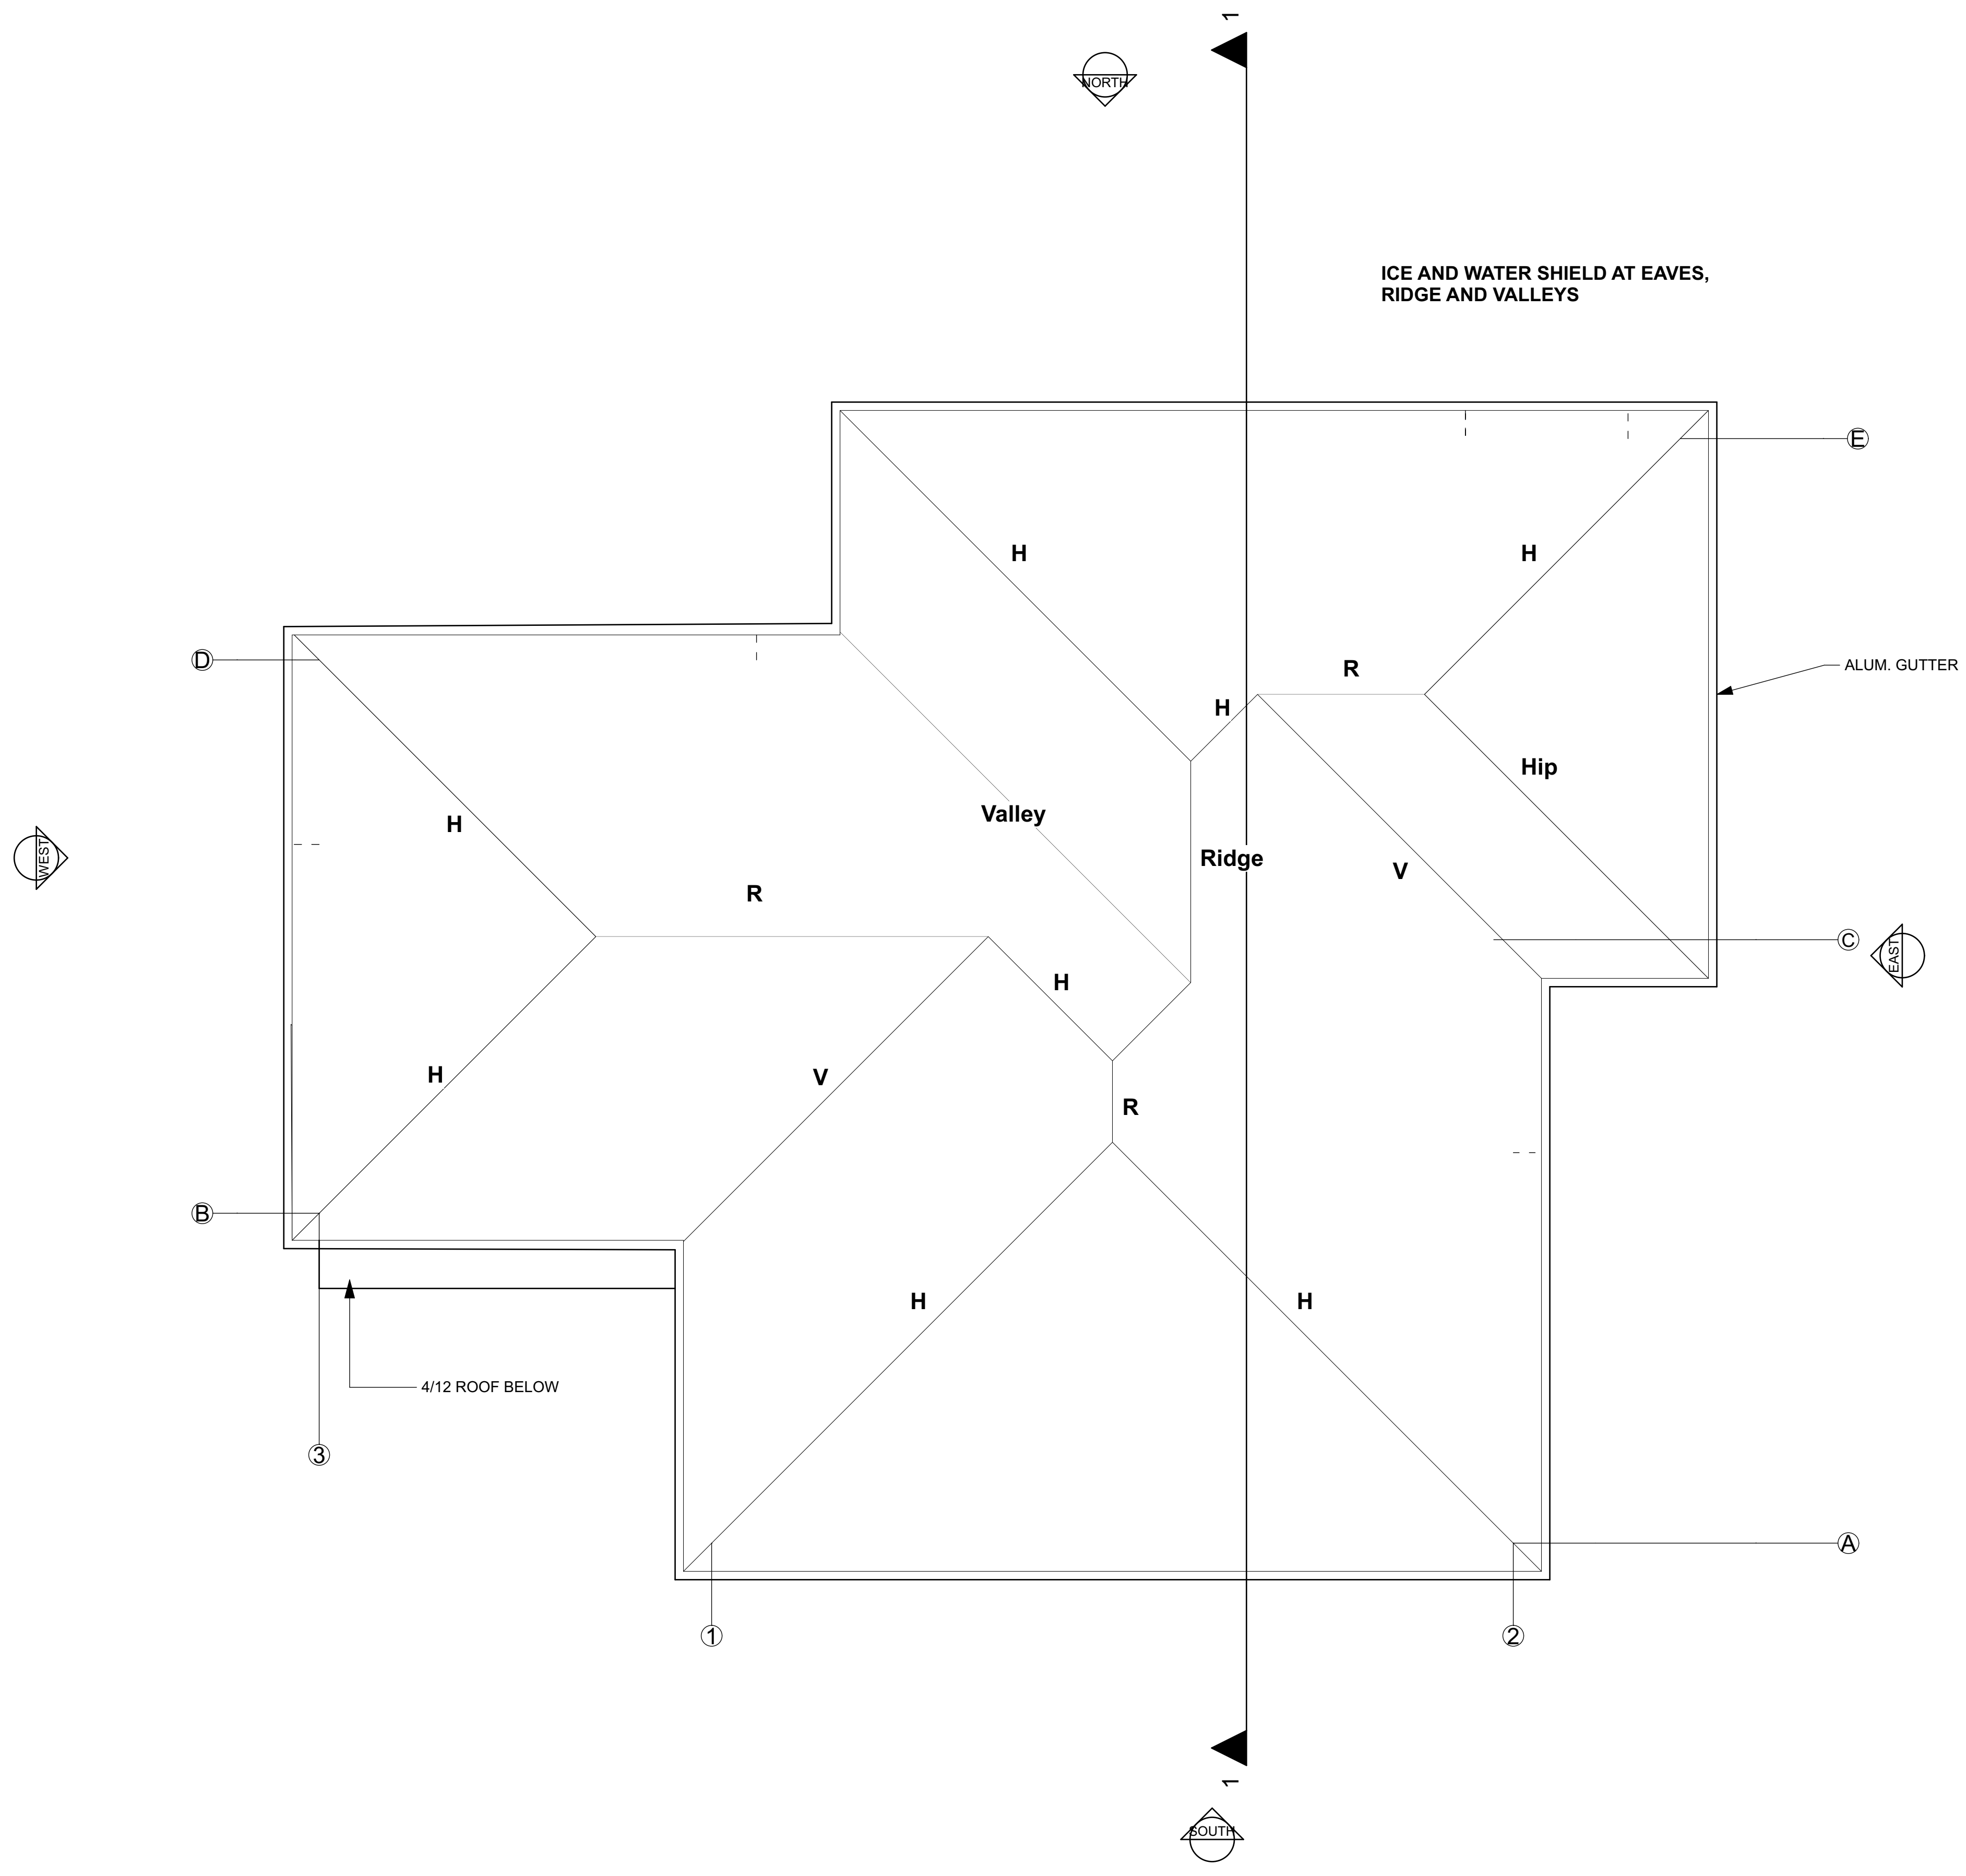 1
NORTH
ICE AND WATER SHIELD AT EAVES,
RIDGE AND VALLEYS
E
H
H
D
R
ALUM. GUTTER
H
Hip
Valley
H
WEST
Ridge
V
R
C
EAST
H
H
V
R
B
H
H
4/12 ROOF BELOW
3
A
1
2
1
SOUTH